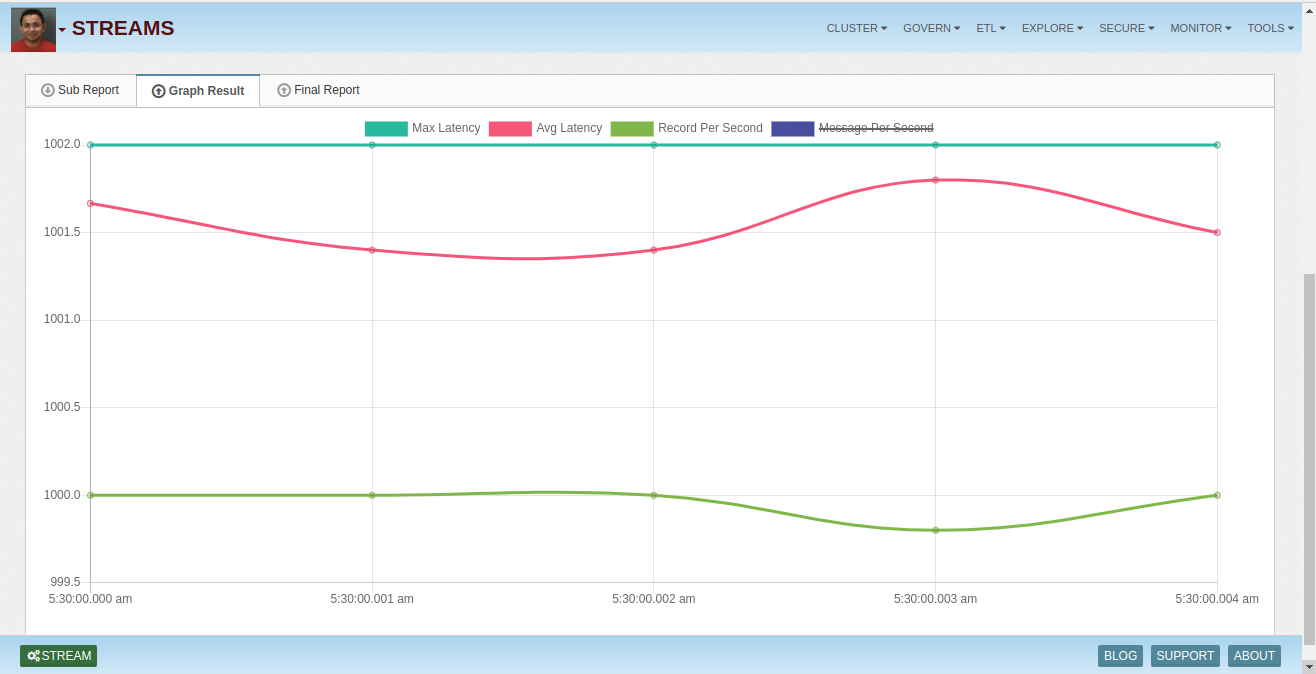 STREAMS
CLUSTER GOVERN ETL EXPLORE SECURE MONITOR TOOLS
Sub Report Graph Result Final Report
Max Latency Avg Latency Record Per Second Message Per Second
1002.0
1001.5
1001.0
1000.5
1000.0
999.5
5:30:00.000 am 5:30:00.001 am 5:30:00.002 am 5:30:00.003 am 5:30:00.004 am
STREAM BLOG SUPPORT ABOUT